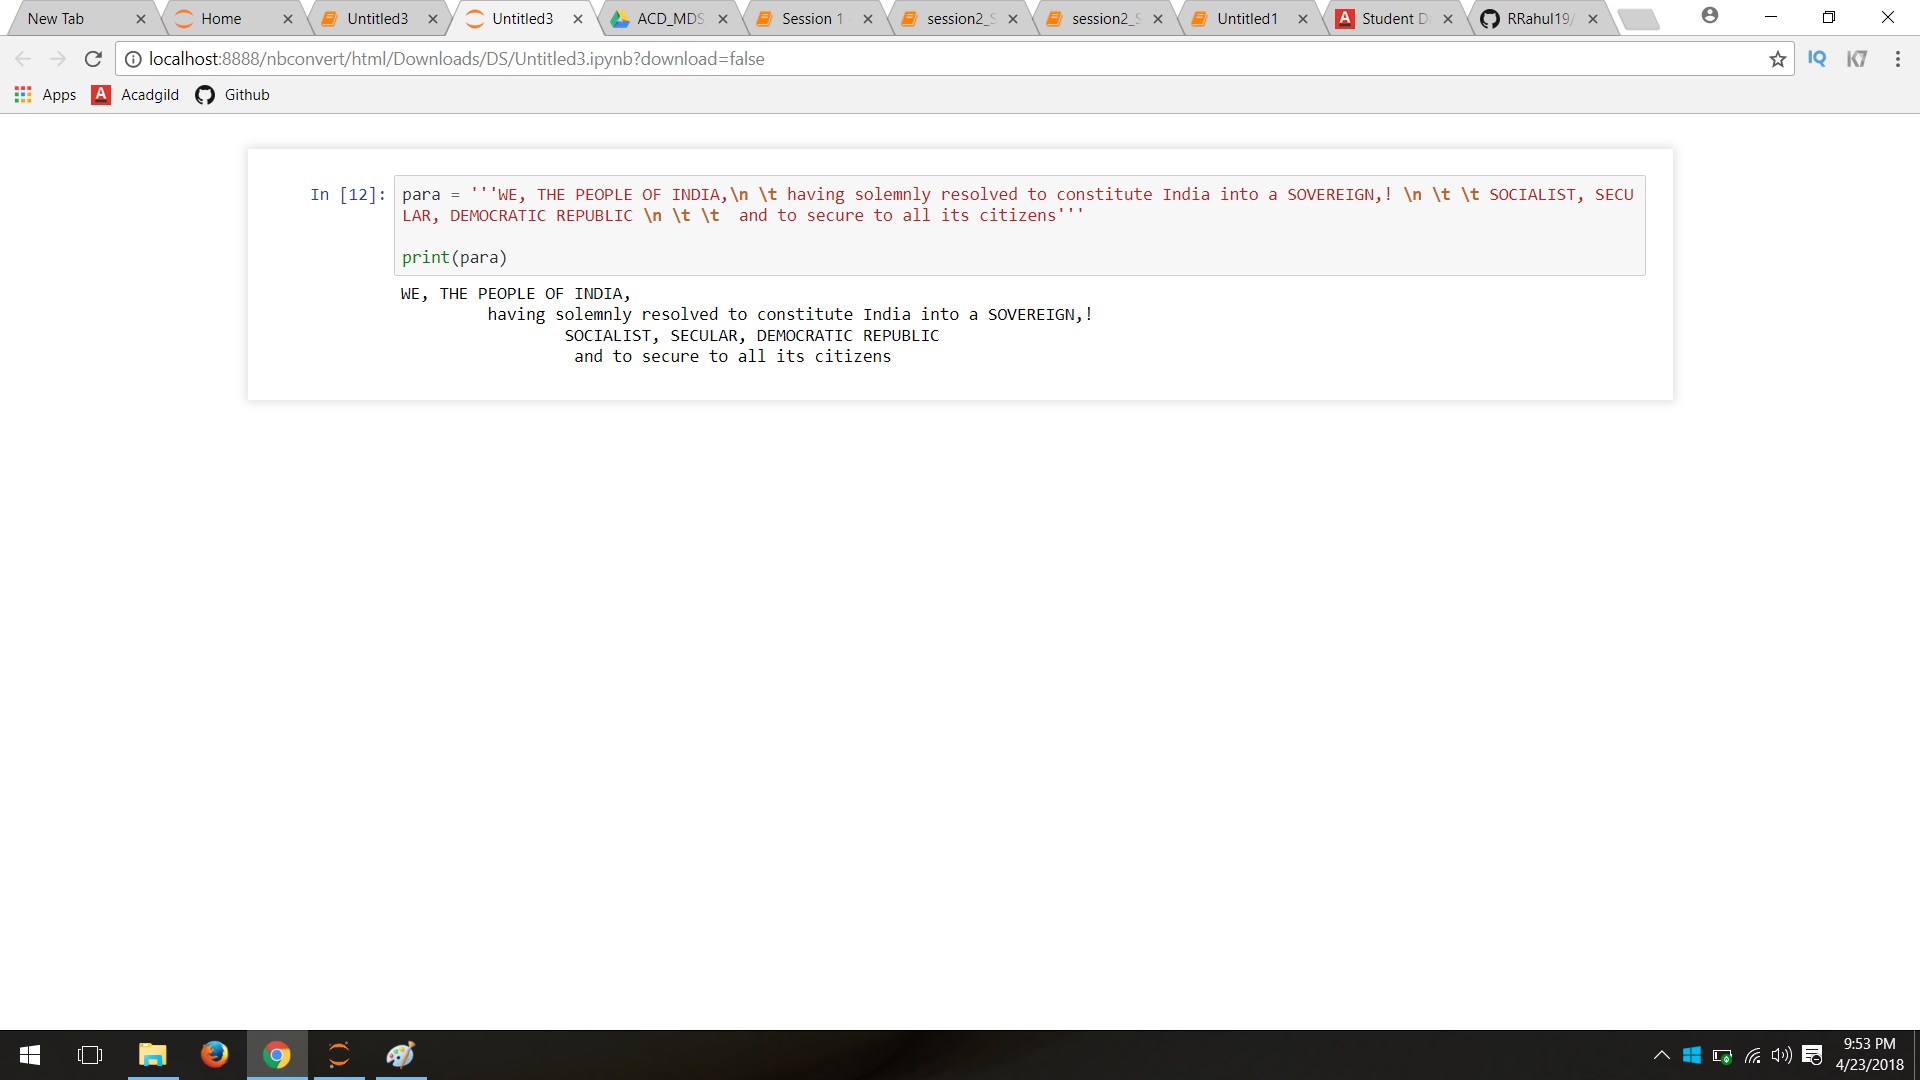 New Tab
Home
Untitled3
Untitled3
ACD_MDS
Session 1
session2_S
session2_S
Untitled1
Student D
RRahul19/
localhost:8888/nbconvert/html/Downloads/DS/Untitled3.ipynb?download=false
IQ
K7
Apps
A Acadgild
Github
In [12]: para = '''WE, THE PEOPLE OF INDIA,\n \t having solemnly resolved to constitute India into a SOVEREIGN,! \n \t \t SOCIALIST, SECU
LAR, DEMOCRATIC REPUBLIC \n \t \t  and to secure to all its citizens'''
print(para)
WE, THE PEOPLE OF INDIA,
         having solemnly resolved to constitute India into a SOVEREIGN,!
                 SOCIALIST, SECULAR, DEMOCRATIC REPUBLIC
                  and to secure to all its citizens
9:53 PM
4/23/2018